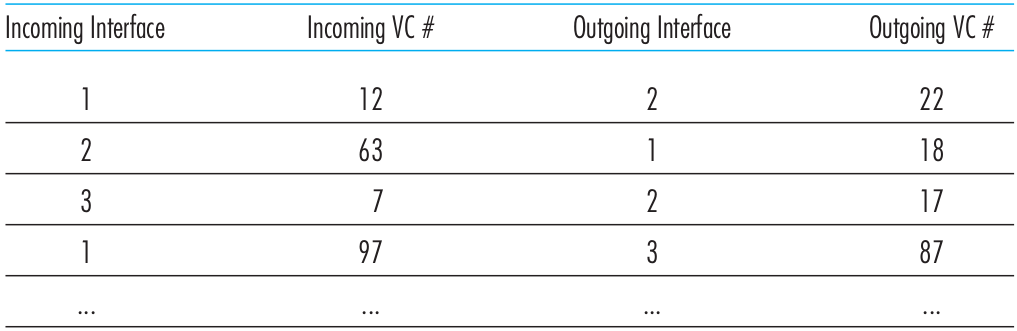 Incoming Interface Incoming VC # Outgoing Interface Outgoing VC #
1 12 2 22
2 63 1 18
3 7 2 17
1 97 3 87
... ... ... ...